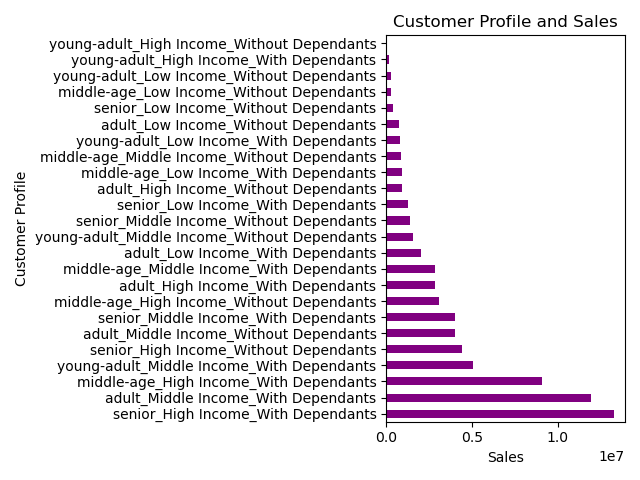 Customer Profile and Sales
young-adult_High Income_Without Dependants
young-adult_High Income_With Dependants
young-adult_Low Income_Without Dependants
middle-age_Low Income_Without Dependants
senior_Low Income_Without Dependants
adult_Low Income_Without Dependants
young-adult_Low Income_With Dependants
middle-age_Middle Income_Without Dependants
middle-age_Low Income_With Dependants
adult_High Income_Without Dependants
senior_Low Income_With Dependants
senior_Middle Income_Without Dependants
young-adult_Middle Income_Without Dependants
adult_Low Income_With Dependants
middle-age_Middle Income_With Dependants
adult_High Income_With Dependants
middle-age_High Income_Without Dependants
senior_Middle Income_With Dependants
adult_Middle Income_Without Dependants
senior_High Income_Without Dependants
young-adult_Middle Income_With Dependants
middle-age_High Income_With Dependants
adult_Middle Income_With Dependants
senior_High Income_With Dependants
Customer Profile
0.0 0.5 1.0
1e7
Sales